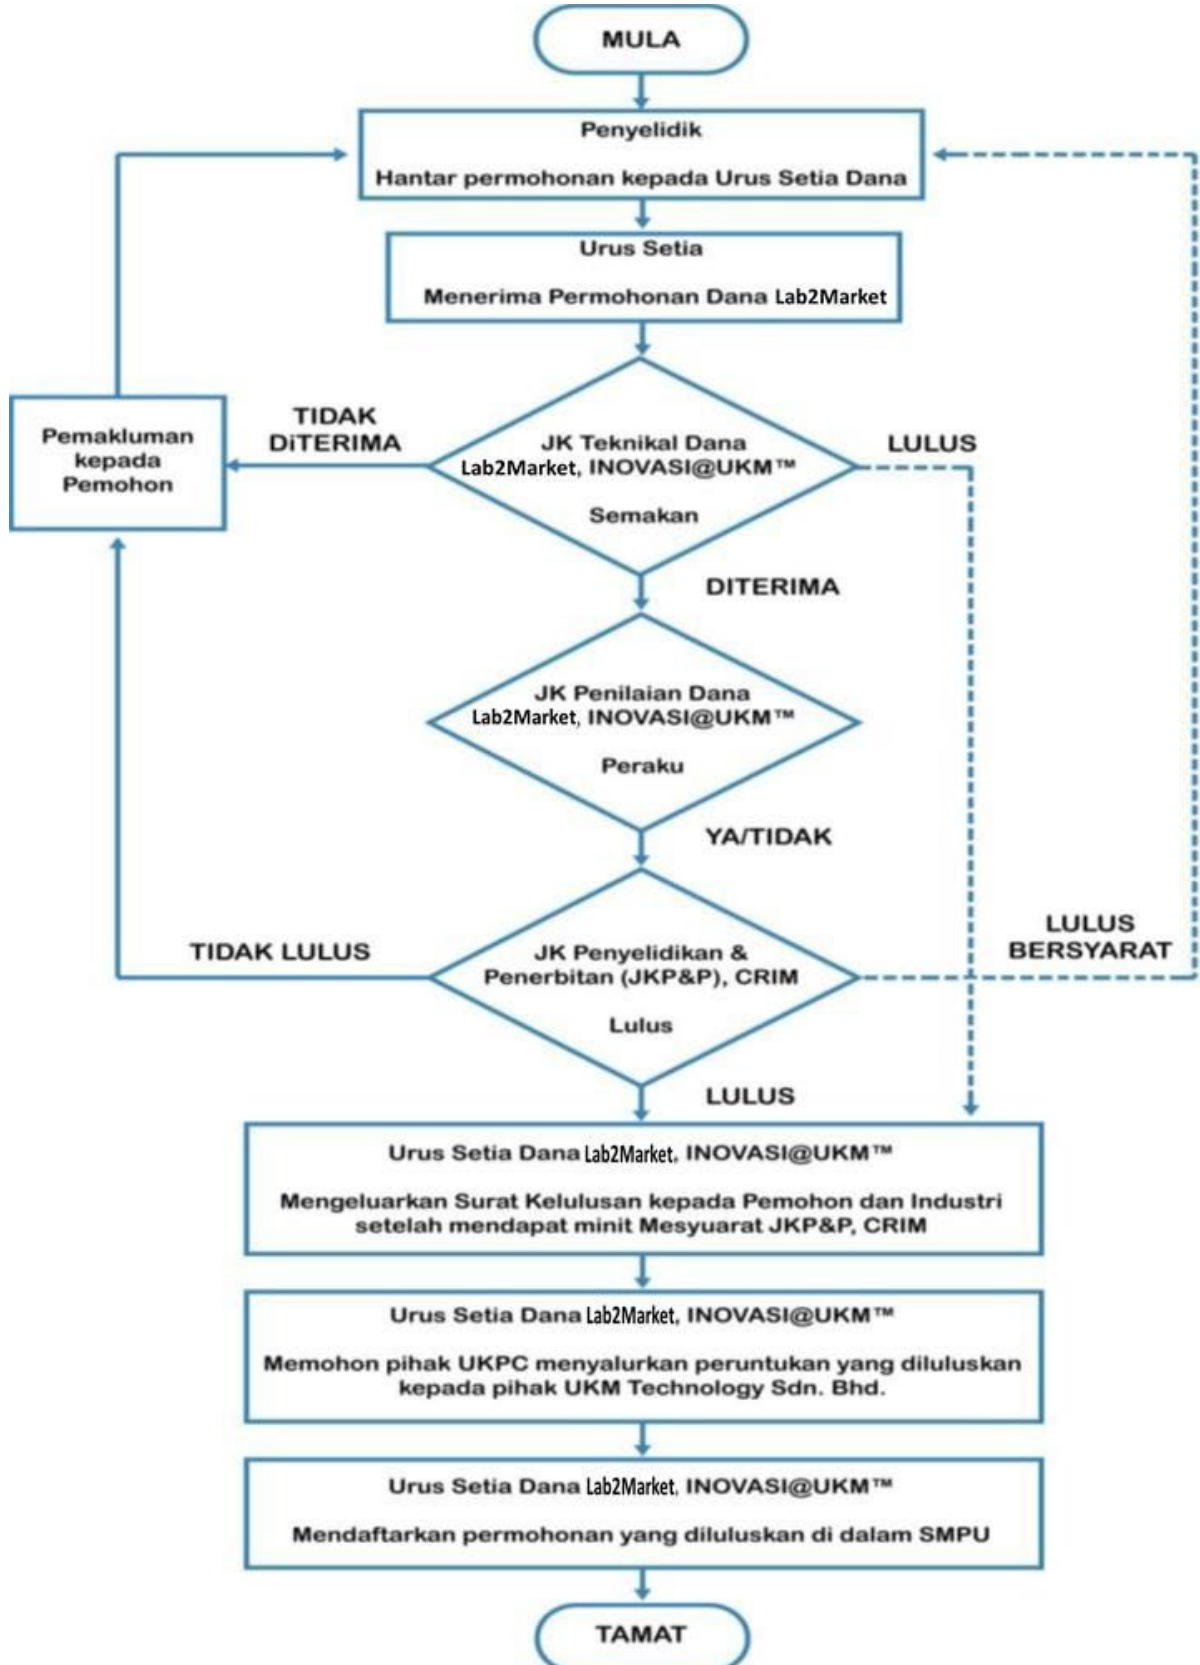 MULA
Penyelidik
Hantar permohonan kepada Urus Setia Dana
Urus Setia
Menerima Permohonan Dana Lab2Market
TIDAK
DiTERIMA
Pemakluman
kepada
Pemohon
JK Teknikal Dana
Lab2Market, INOVASI@UKM™
Semakan
LULUS
DITERIMA
JK Penilaian Dana
Lab2Market, INOVASI@UKM™
Peraku
YA/TIDAK
TIDAK LULUS
JK Penyelidikan &
Penerbitan (JKP&P), CRIM
Lulus
LULUS
BERSYARAT
LULUS
Urus Setia Dana Lab2Market, INOVASI@UKM™
Mengeluarkan Surat Kelulusan kepada Pemohon dan Industri
setelah mendapat minit Mesyuarat JKP&P, CRIM
Urus Setia Dana Lab2Market, INOVASI@UKM™
Memohon pihak UKPC menyalurkan peruntukan yang diluluskan
kepada pihak UKM Technology Sdn. Bhd.
Urus Setia Dana Lab2Market, INOVASI@UKM™
Mendaftarkan permohonan yang diluluskan di dalam SMPU
TAMAT